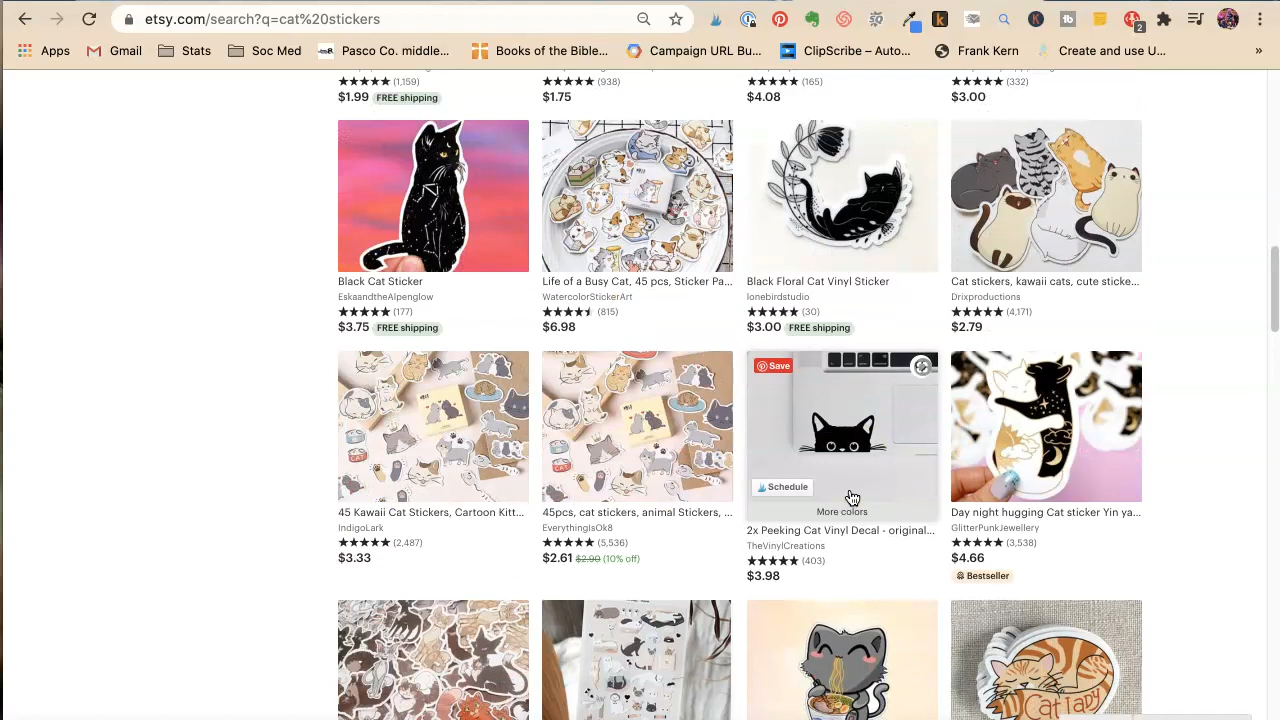 etsy.com/search?q=cat%20stickers
2
Apps
Gmail
Stats
Soc Med
Pasco Co. middle...
Books of the Bible...
Campaign URL Bu...
ClipScribe – Auto...
Frank Kern
Create and use U...
»
★★★★★ (1,159)
$1.99 FREE shipping
★★★★★ (938)
$1.75
★★★★★ (165)
$4.08
★★★★★ (332)
$3.00
Black Cat Sticker
EskaandtheAlpenglow
★★★★★ (177)
$3.75 FREE shipping
Life of a Busy Cat, 45 pcs, Sticker Pa...
WatercolorStickerArt
(815)
$6.98
Black Floral Cat Vinyl Sticker
lonebirdstudio
★★★★★ (30)
$3.00 FREE shipping
Cat stickers, kawaii cats, cute sticke...
Drixproductions
★★★★★ (4,171)
$2.79
45 Kawaii Cat Stickers, Cartoon Kitt...
IndigoLark
★★★★★ (2,487)
$3.33
45pcs, cat stickers, animal Stickers, ...
EverythingIsOk8
★★★★★ (5,536)
$2.61 $2.90 (10% off)
Save
Schedule
More colors
2x Peeking Cat Vinyl Decal - original...
TheVinylCreations
★★★★★ (403)
$3.98
Day night hugging Cat sticker Yin ya...
GlitterPunkJewellery
★★★★★ (3,538)
$4.66
Bestseller
Cat Lady